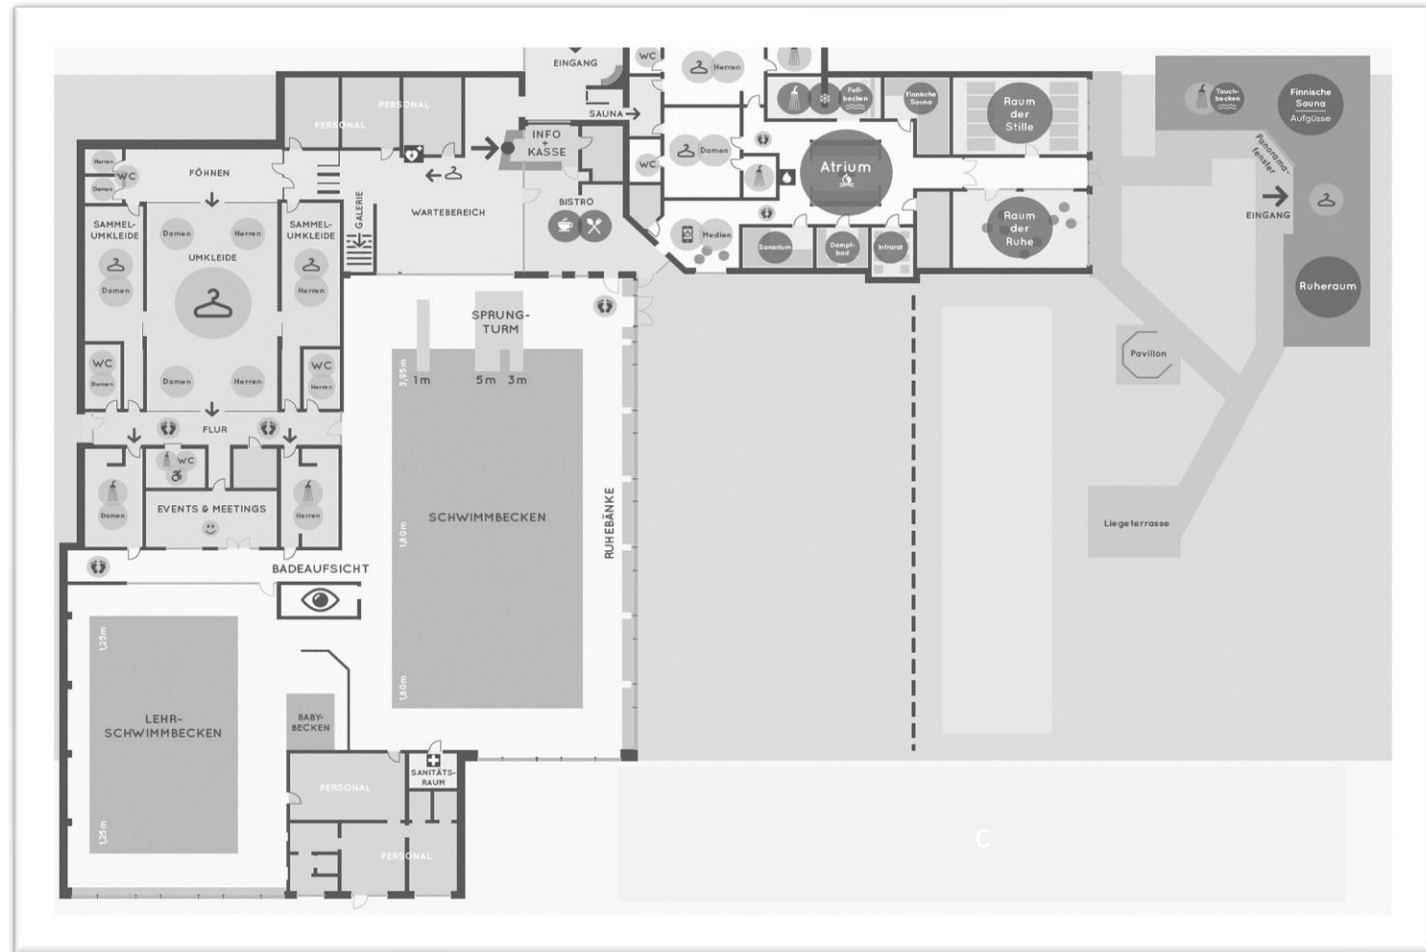 EINGANG
WC
Herren
Fuß-
becken
Finnische
Sauna
Raum
der
Stille
Tauch-
becken
Finnische
Sauna
Aufgüsse
PERSONAL
PERSONAL
SAUNA
INFO
+
KASSE
WC
Damen
Atrium
Panorama-
fenster
EINGANG
Herren
WC
Damen
FÖHNEN
GALERIE
WARTEBEREICH
BISTRO
Medien
Sanarium
Dampf-
bad
Infrarot
Raum
der
Ruhe
Ruheraum
SAMMEL-
UMKLEIDE
Damen
Damen
Herren
UMKLEIDE
SAMMEL-
UMKLEIDE
Herren
WC
Damen
Damen
Herren
WC
Herren
SPRUNG-
TURM
3,95m
1m
5m
3m
Pavillon
FLUR
WC
Damen
Herren
EVENTS & MEETINGS
SCHWIMMBECKEN
1,80m
RUHEBÄNKE
Liegeterrasse
BADEAUFSICHT
1,25m
1,80m
LEHR-
SCHWIMMBECKEN
BABY-
BECKEN
SANITÄTS-
RAUM
PERSONAL
1,25m
PERSONAL
C